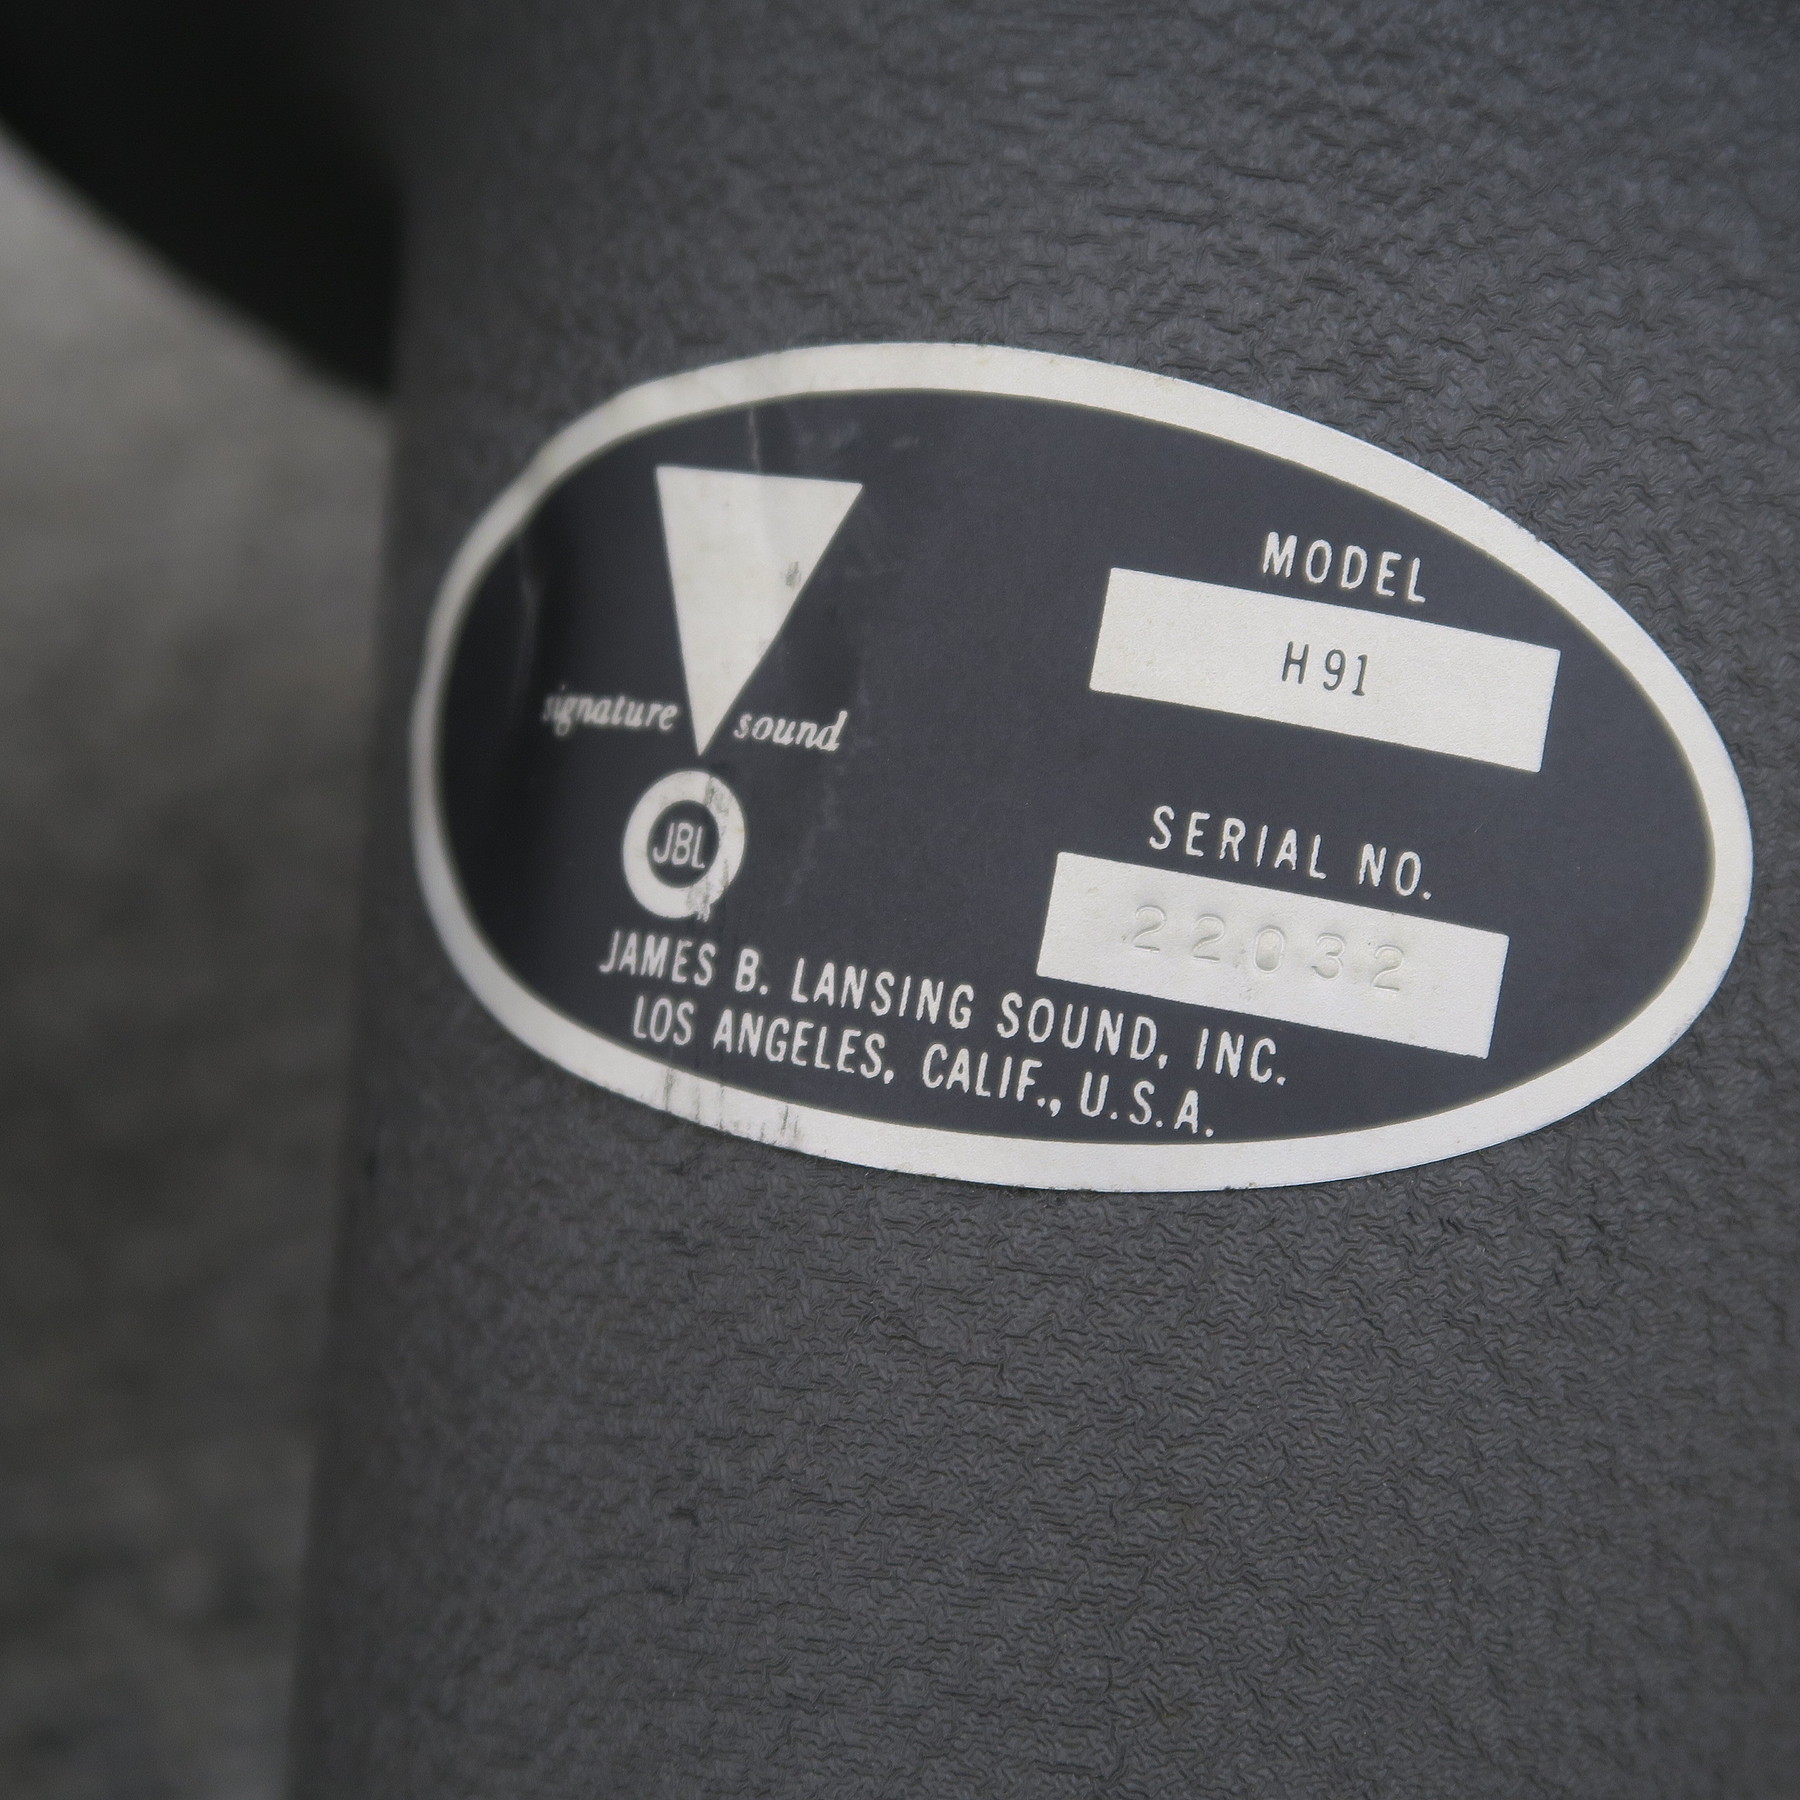 signature sound
JBL
JAMES B. LANSING SOUND, INC.
LOS ANGELES, CALIF., U.S.A.
MODEL
H91
SERIAL NO.
22032